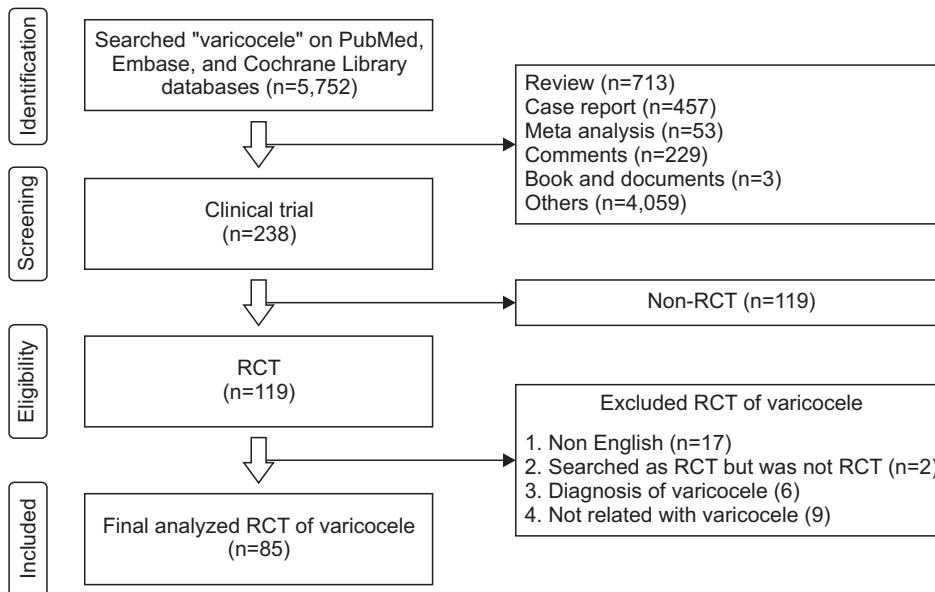 Identification
Searched "varicocele" on PubMed,
Embase, and Cochrane Library
databases (n=5,752)
Review (n=713)
Case report (n=457)
Meta analysis (n=53)
Comments (n=229)
Book and documents (n=3)
Others (n=4,059)
Screening
Clinical trial
(n=238)
Non-RCT (n=119)
Eligibility
RCT
(n=119)
Excluded RCT of varicocele
1. Non English (n=17)
2. Searched as RCT but was not RCT (n=2)
3. Diagnosis of varicocele (6)
4. Not related with varicocele (9)
Included
Final analyzed RCT of varicocele
(n=85)